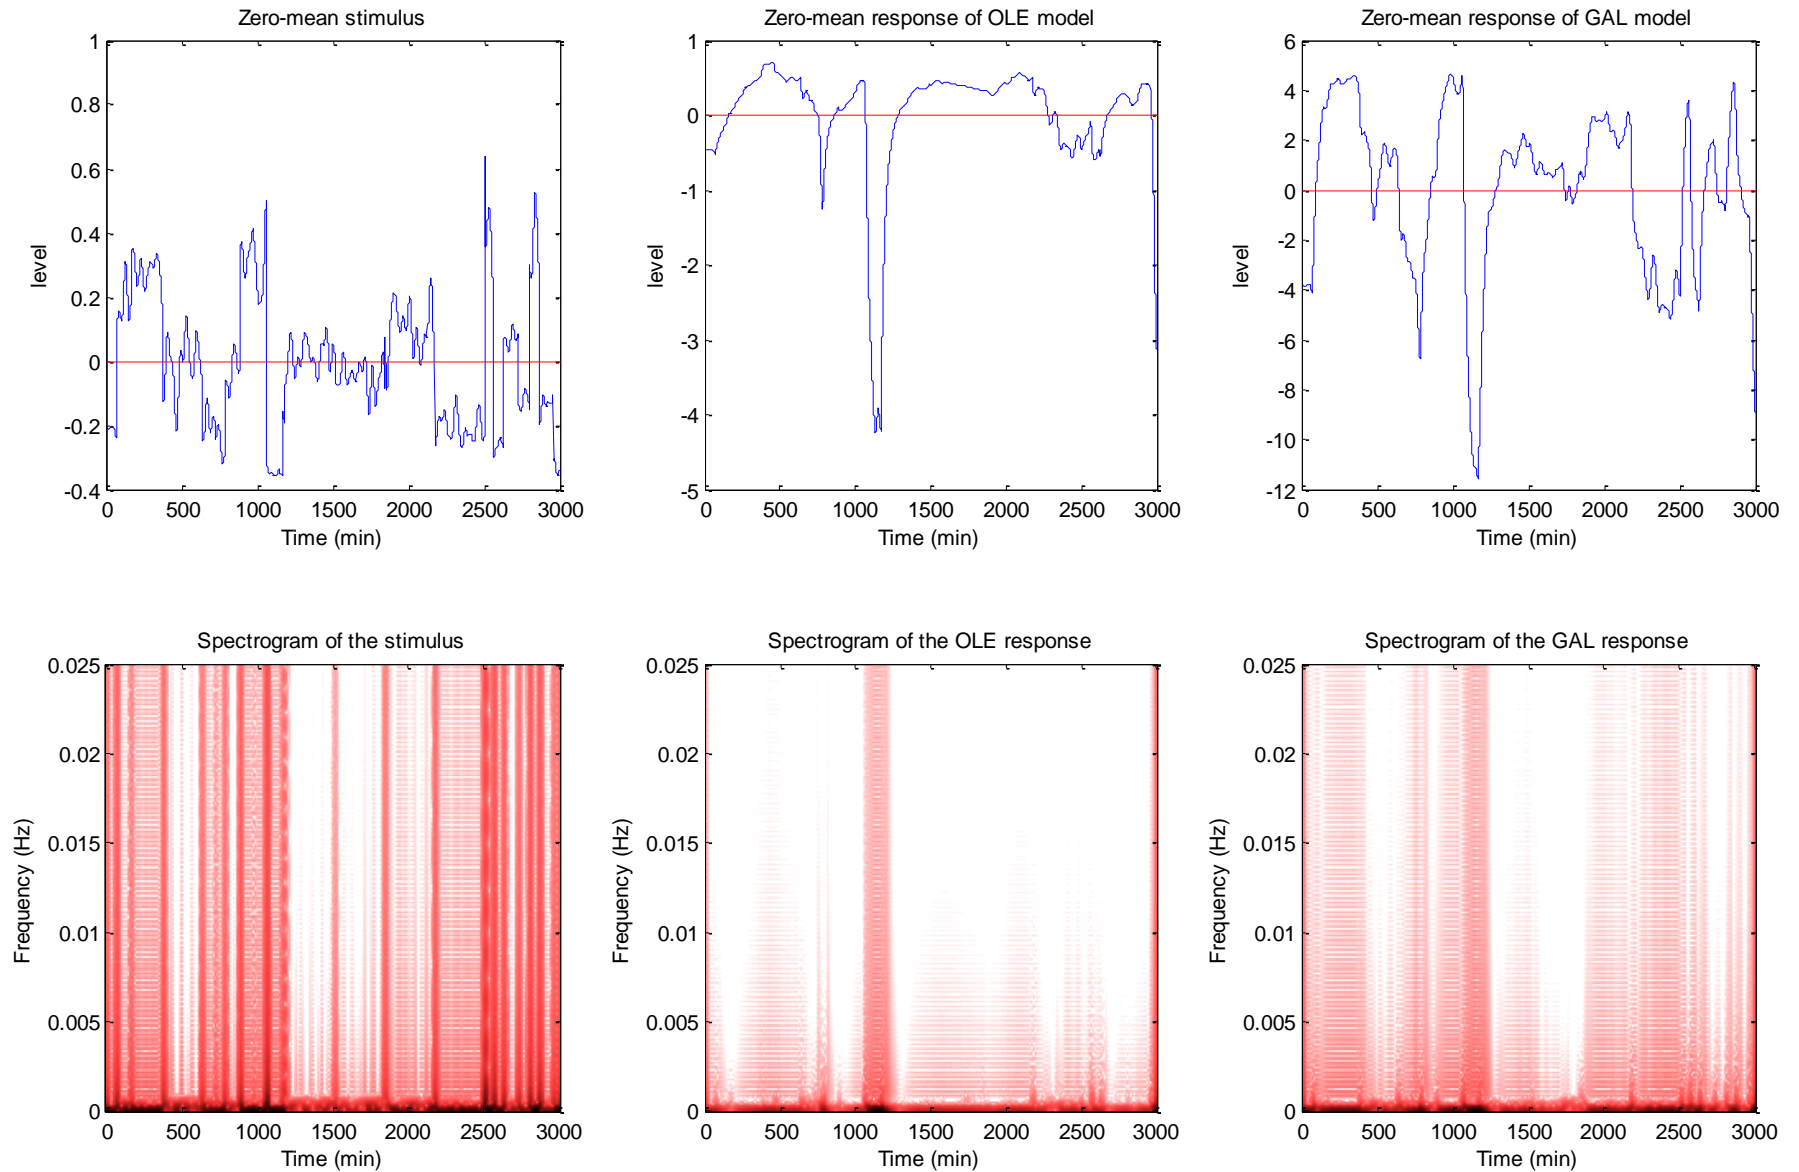 Zero-mean stimulus
1
0.8
0.6
0.4
0.2
0
-0.2
-0.4
level
0 500 1000 1500 2000 2500 3000
Time (min)
Zero-mean response of OLE model
1
0
-1
-2
-3
-4
-5
level
0 500 1000 1500 2000 2500 3000
Time (min)
Zero-mean response of GAL model
6
4
2
0
-2
-4
-6
-8
-10
-12
level
0 500 1000 1500 2000 2500 3000
Time (min)
Spectrogram of the stimulus
0.025
0.02
0.015
0.01
0.005
0
Frequency (Hz)
0 500 1000 1500 2000 2500 3000
Time (min)
Spectrogram of the OLE response
0.025
0.02
0.015
0.01
0.005
0
Frequency (Hz)
0 500 1000 1500 2000 2500 3000
Time (min)
Spectrogram of the GAL response
0.025
0.02
0.015
0.01
0.005
0
Frequency (Hz)
0 500 1000 1500 2000 2500 3000
Time (min)